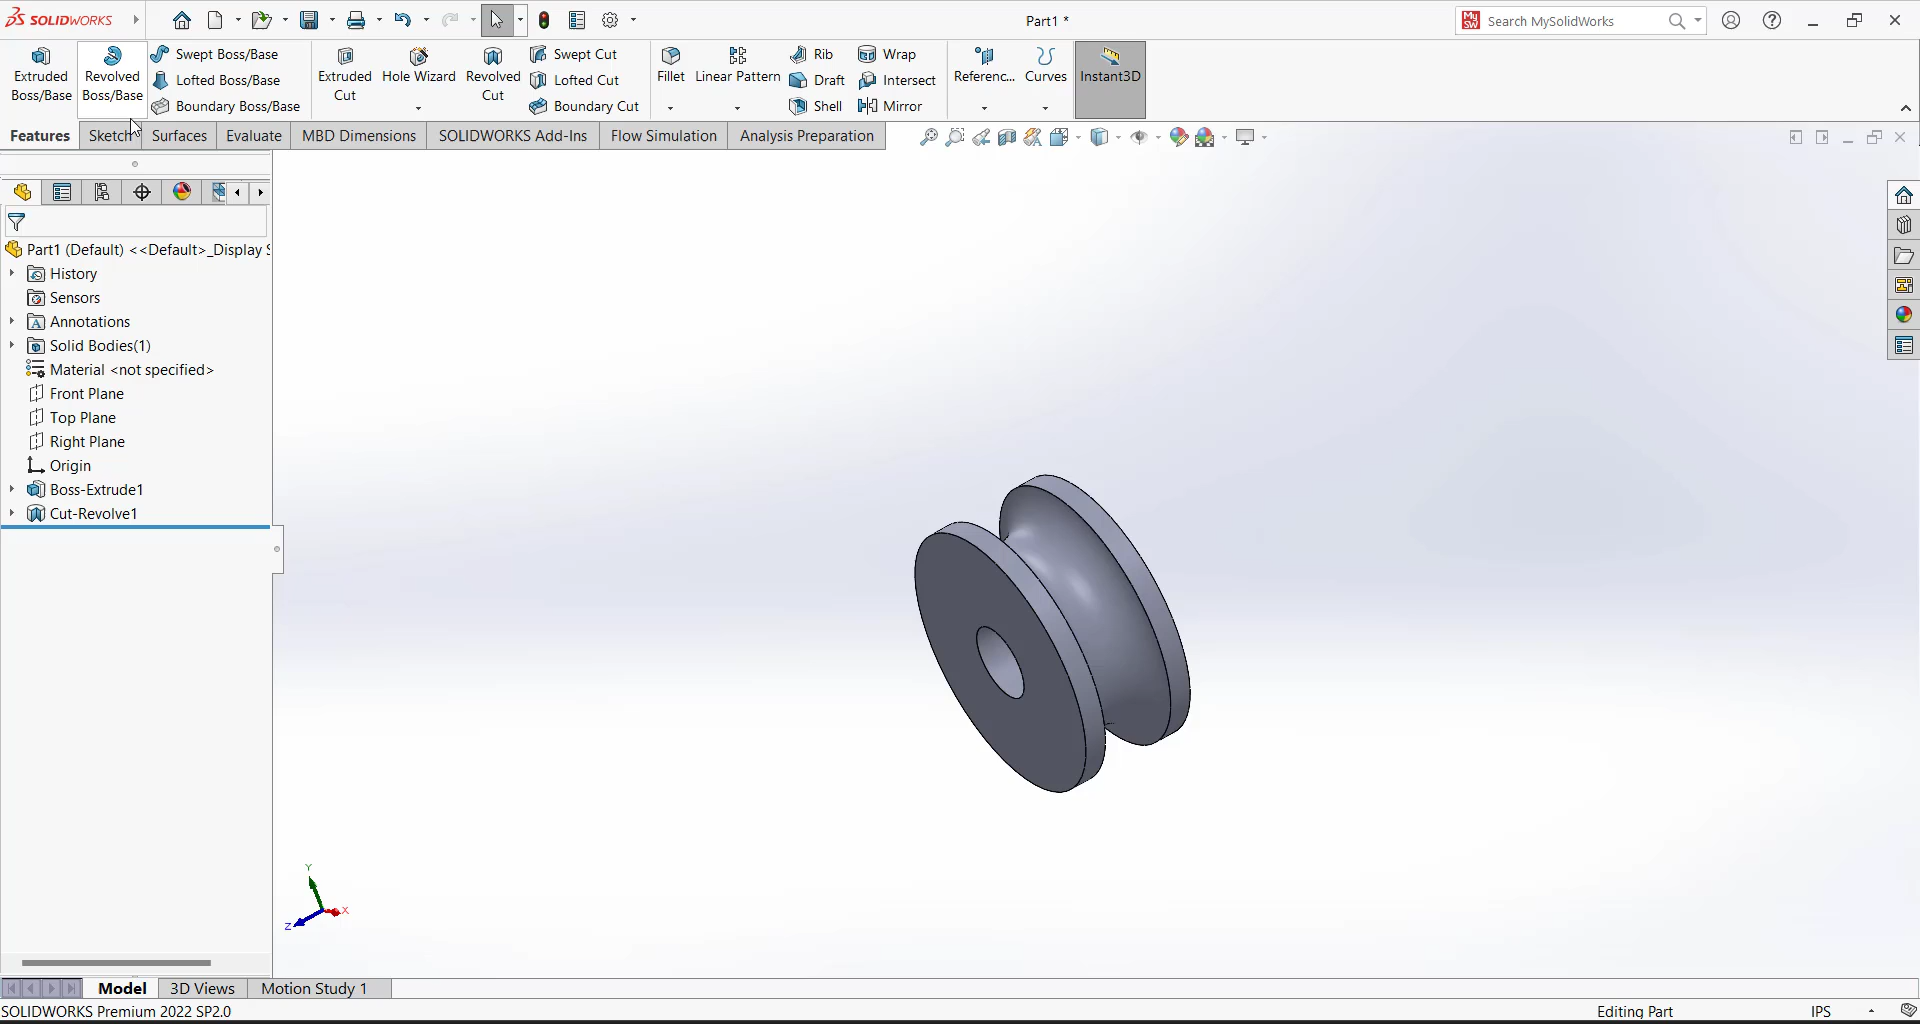 SOLIDWORKS
Part1 *
Search MySolidWorks
Extruded Boss/Base
Revolved Boss/Base
Swept Boss/Base
Lofted Boss/Base
Boundary Boss/Base
Extruded Cut
Hole Wizard
Revolved Cut
Swept Cut
Lofted Cut
Boundary Cut
Fillet
Linear Pattern
Rib
Draft
Shell
Wrap
Intersect
Mirror
Referenc...
Curves
Instant3D
Features
Sketch
Surfaces
Evaluate
MBD Dimensions
SOLIDWORKS Add-Ins
Flow Simulation
Analysis Preparation
Part1 (Default) <<Default>_Display S
History
Sensors
Annotations
Solid Bodies(1)
Material <not specified>
Front Plane
Top Plane
Right Plane
Origin
Boss-Extrude1
Cut-Revolve1
Y
X
Z
Model
3D Views
Motion Study 1
SOLIDWORKS Premium 2022 SP2.0
Editing Part
IPS